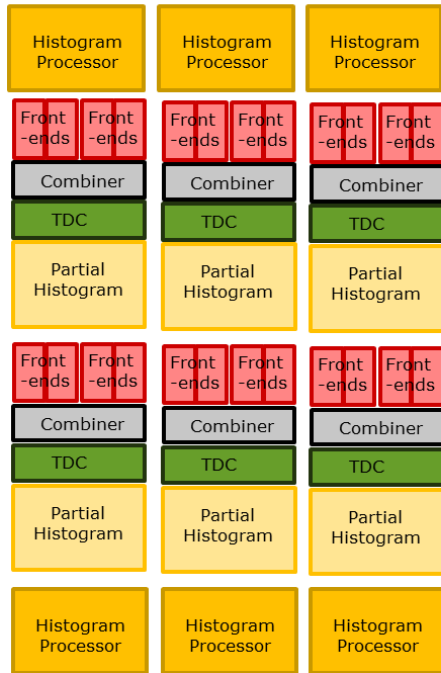 Histogram Processor
Histogram Processor
Histogram Processor
Front -ends
Front -ends
Front -ends
Front -ends
Front -ends
Front -ends
Combiner
Combiner
Combiner
TDC
TDC
TDC
Partial Histogram
Partial Histogram
Partial Histogram
Front -ends
Front -ends
Front -ends
Front -ends
Front -ends
Front -ends
Combiner
Combiner
Combiner
TDC
TDC
TDC
Partial Histogram
Partial Histogram
Partial Histogram
Histogram Processor
Histogram Processor
Histogram Processor